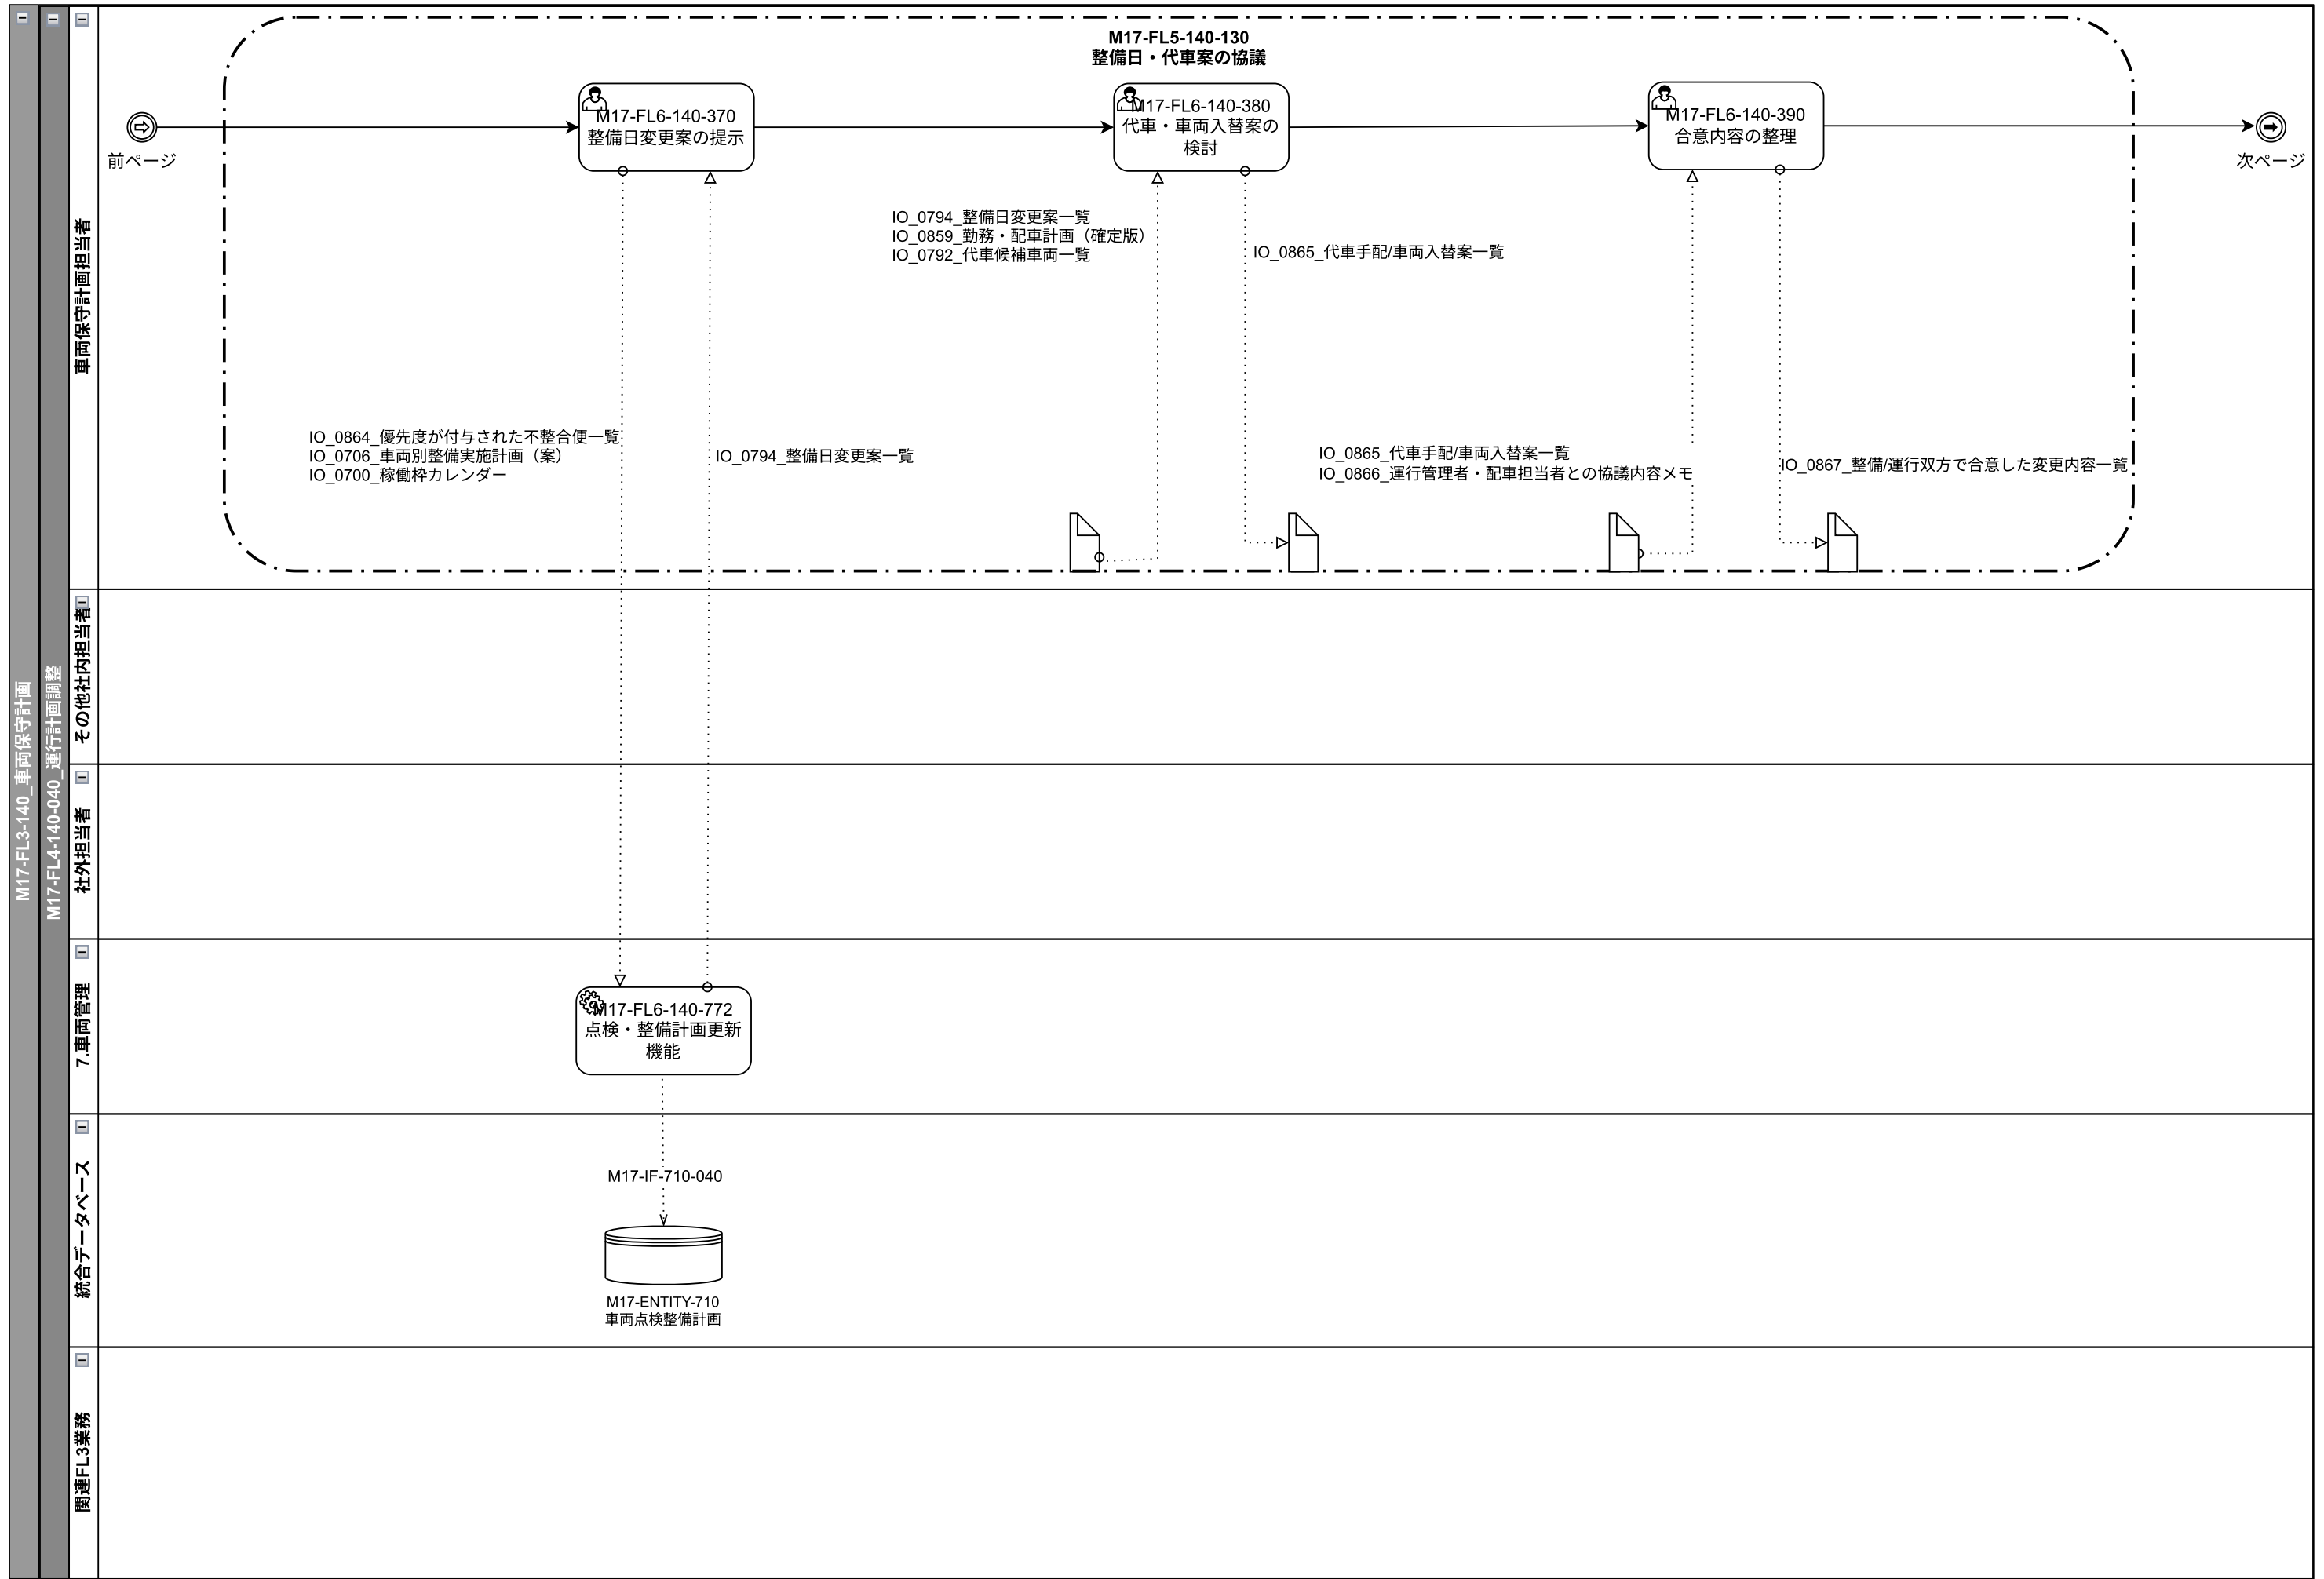 M17-FL3-140_車両保守計画
M17-FL4-140-040_運行計画調整
車両保守計画担当者
M17-FL5-140-130
整備日・代車案の協議
前ページ
M17-FL6-140-370
整備日変更案の提示
M17-FL6-140-380
代車・車両入替案の
検討
M17-FL6-140-390
合意内容の整理
次ページ
IO_0794_整備日変更案一覧
IO_0859_勤務・配車計画（確定版）
IO_0792_代車候補車両一覧
IO_0865_代車手配/車両入替案一覧
IO_0864_優先度が付与された不整合便一覧
IO_0706_車両別整備実施計画（案）
IO_0700_稼働枠カレンダー
IO_0794_整備日変更案一覧
IO_0865_代車手配/車両入替案一覧
IO_0866_運行管理者・配車担当者との協議内容メモ
IO_0867_整備/運行双方で合意した変更内容一覧
その他社内担当者
社外担当者
7.車両管理
M17-FL6-140-772
点検・整備計画更新
機能
統合データベース
M17-IF-710-040
M17-ENTITY-710
車両点検整備計画
関連FL3業務